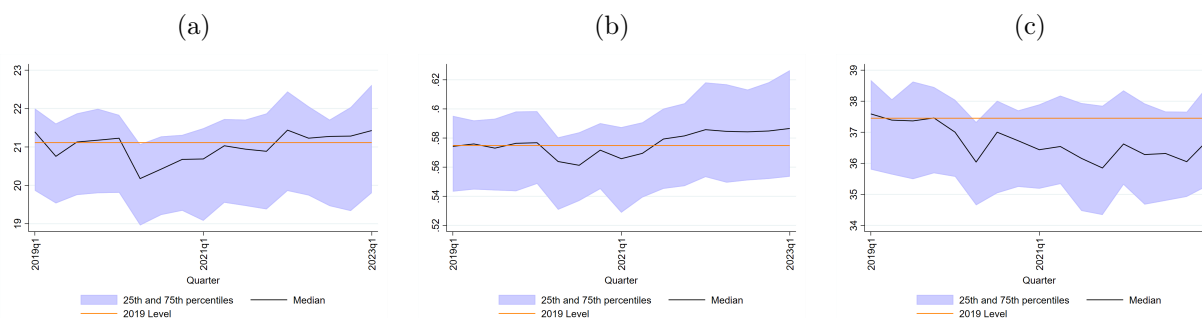 (a)
(b)
(c)
23
22
21
20
19
2019q1
2021q1
2023q1
Quarter
25th and 75th percentiles
Median
2019 Level
.62
.6
.58
.56
.54
.52
2019q1
2021q1
2023q1
Quarter
25th and 75th percentiles
Median
2019 Level
39
38
37
36
35
34
2019q1
2021q1
Quarter
25th and 75th percentiles
Median
2019 Level